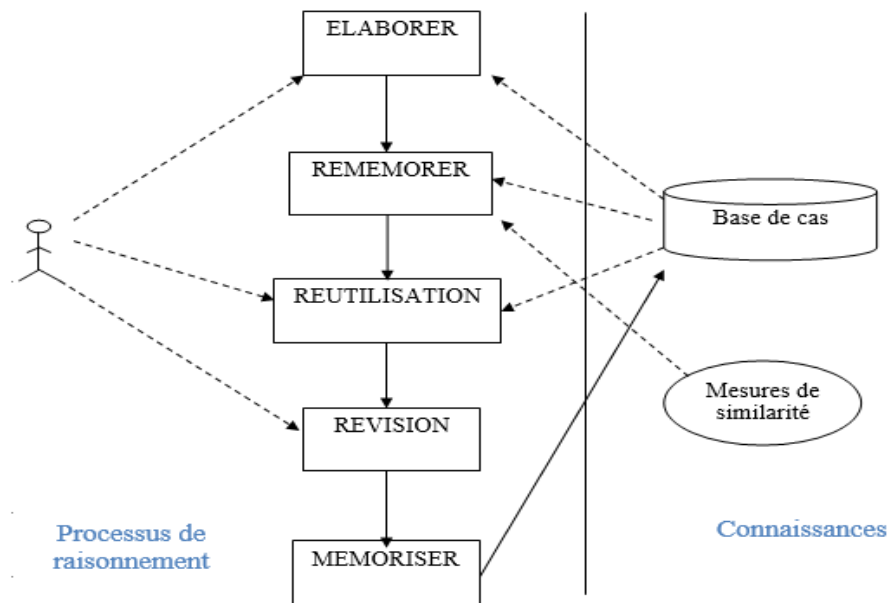 ELABORER
REMEMORER
Base de cas
REUTILISATION
Mesures de
similarité
REVISION
Processus de
raisonnement
Connaissances
MEMORISER